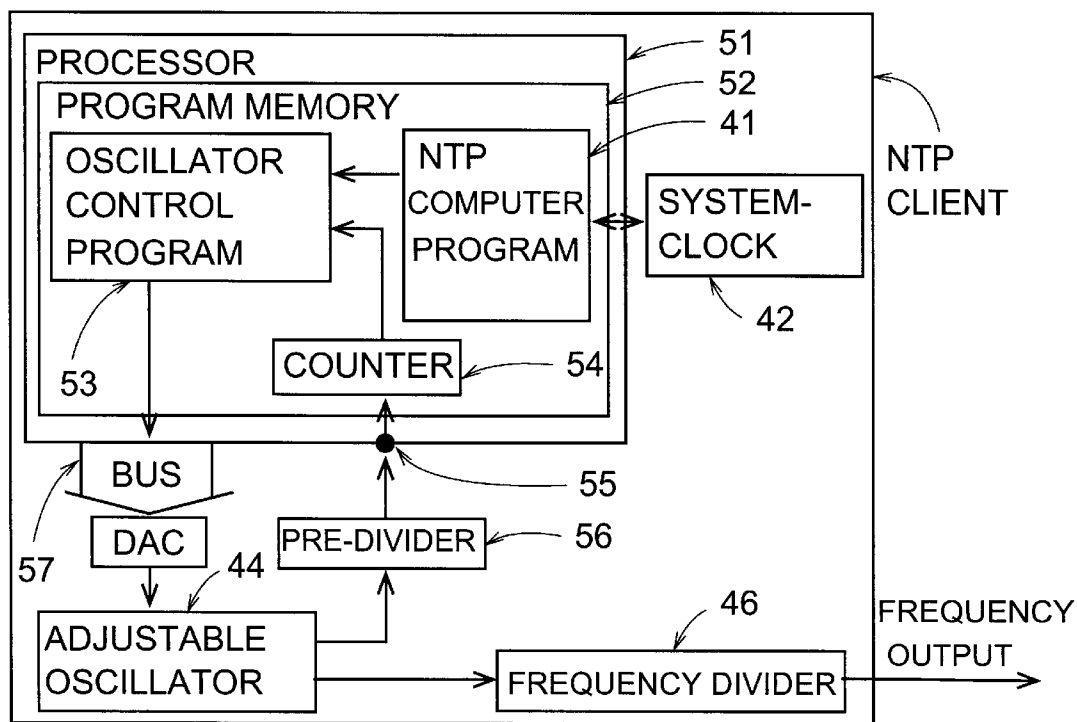 PROCESSOR
51
PROGRAM MEMORY
52
OSCILLATOR
CONTROL
PROGRAM
NTP
COMPUTER
PROGRAM
41
SYSTEM-
CLOCK
NTP
CLIENT
42
COUNTER
54
53
55
BUS
57
DAC
PRE-DIVIDER
56
44
ADJUSTABLE
OSCILLATOR
46
FREQUENCY DIVIDER
FREQUENCY
OUTPUT